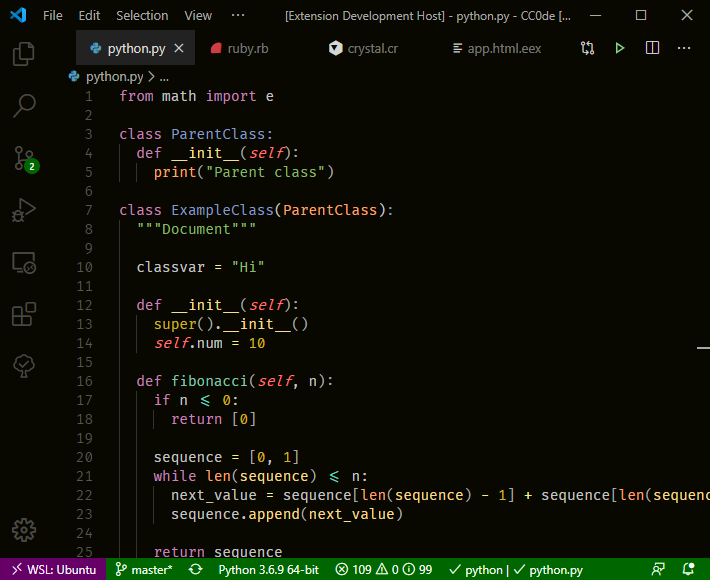 File Edit Selection View ··· [Extension Development Host] - python.py - CC0de [...
python.py ruby.rb crystal.cr app.html.eex ···
python.py > ...
1 from math import e
2
3 class ParentClass:
4 def __init__(self):
5 print("Parent class")
6
7 class ExampleClass(ParentClass):
8 """Document"""
9
10 classvar = "Hi"
11
12 def __init__(self):
13 super().__init__()
14 self.num = 10
15
16 def fibonacci(self, n):
17 if n <= 0:
18 return [0]
19
20 sequence = [0, 1]
21 while len(sequence) <= n:
22 next_value = sequence[len(sequence) - 1] + sequence[len(sequenc
23 sequence.append(next_value)
24
25 return sequence
2
WSL: Ubuntu master* Python 3.6.9 64-bit 109 0 99 python | python.py